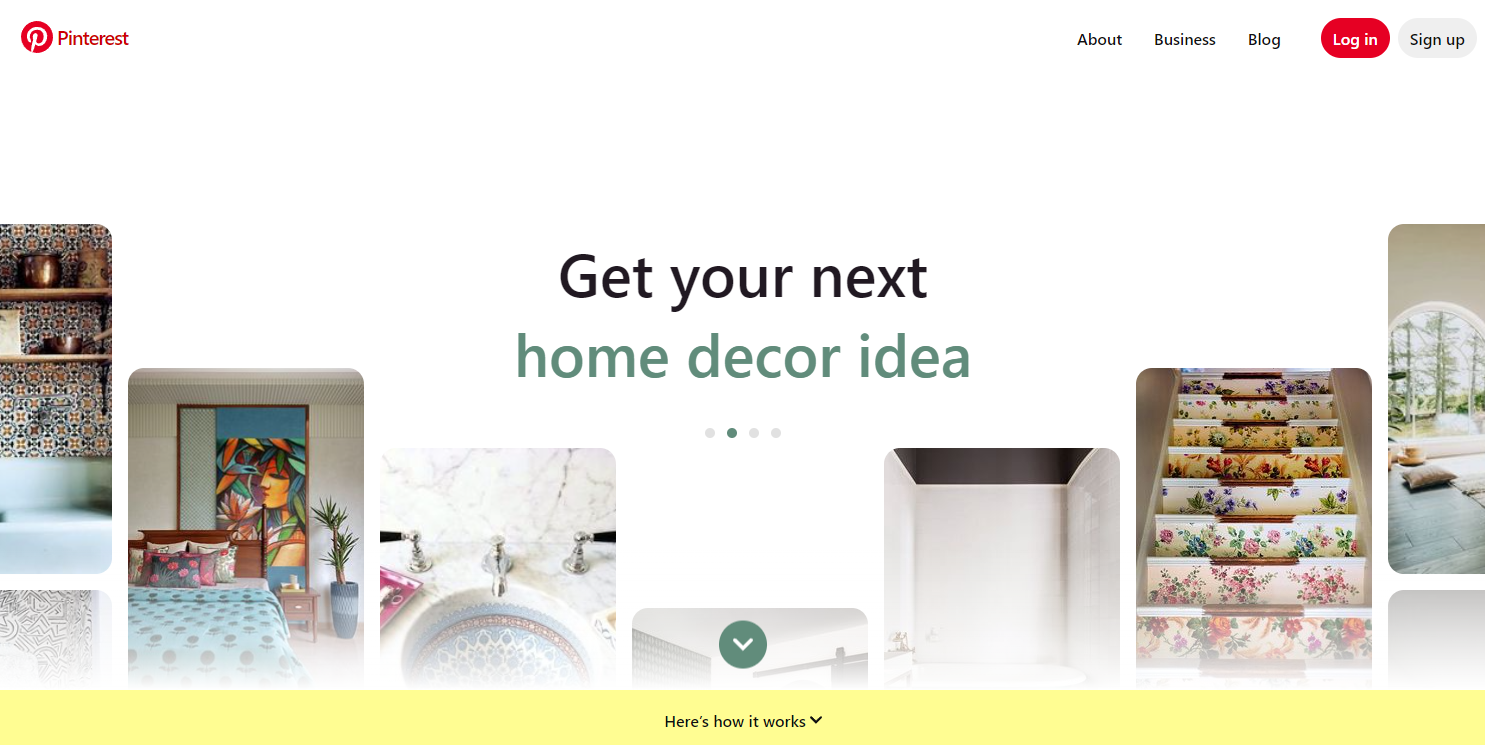 Pinterest
About
Business
Blog
Log in
Sign up
Get your next
home decor idea
Here's how it works